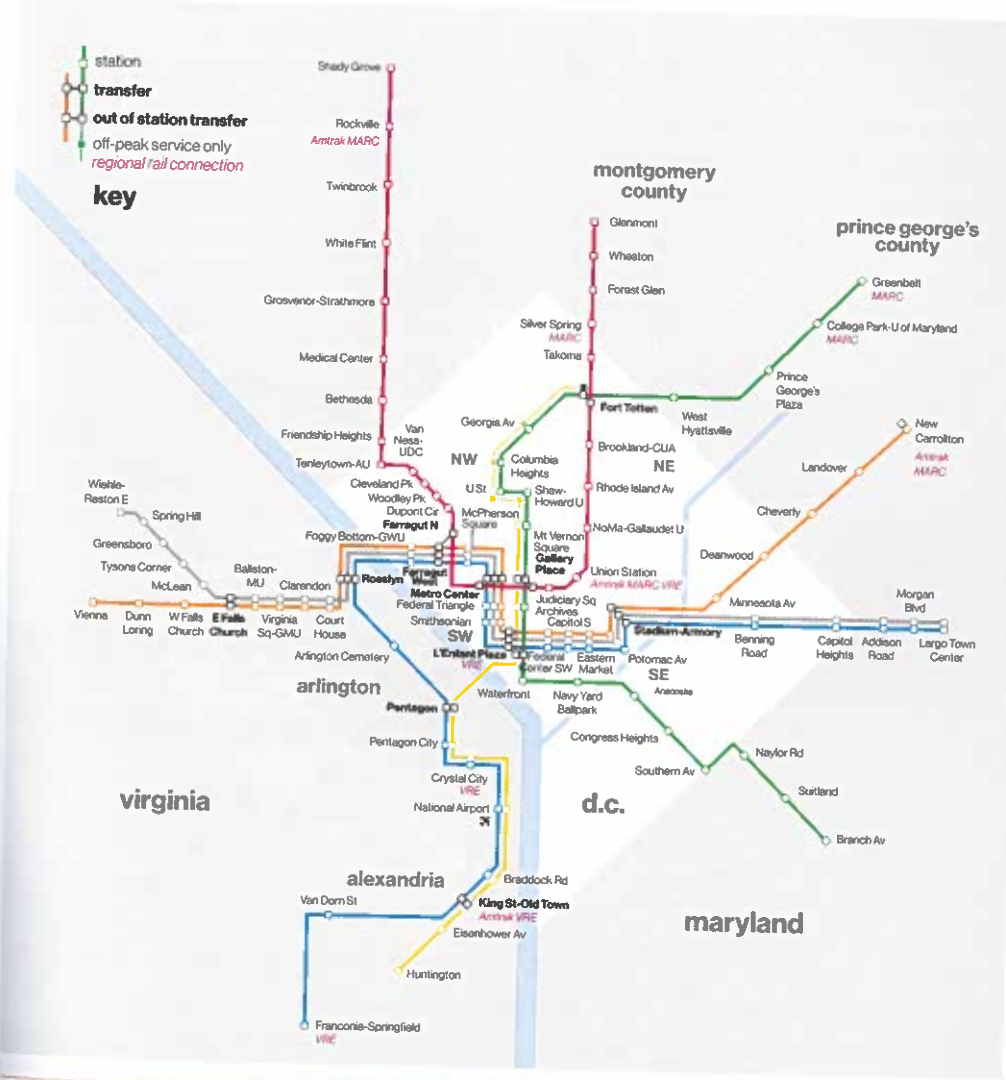 station
transfer
out of station transfer
off-peak service only
regional rail connection
key
Shady Grove
Rockville
Amtrak MARC
Twinbrook
White Flint
Grosvenor-Strathmore
Medical Center
Bethesda
Friendship Heights
Tenleytown-AU
Van
Ness-
UDC
Cleveland Pk
Woodley Pk
Dupont Cir
Farragut N
montgomery
county
Glenmont
Wheaton
Forest Glen
Silver Spring
MARC
Takoma
Fort Totten
Brookland-CUA
NE
Rhode Island Av
NoMa-Gallaudet U
Union Station
Amtrak MARC VRE
prince george's
county
Greenbelt
MARC
College Park-U of Maryland
MARC
Prince
George's
Plaza
West
Hyattsville
Georgia Av
NW
Columbia
Heights
U St
Shaw-
Howard U
McPherson
Square
Mt Vernon
Square
Gallery
Place
Judiciary Sq
Archives
Capitol S
New
Carrollton
Amtrak
MARC
Landover
Cheverly
Deanwood
Minnesota Av
Wiehle-
Reston E
Spring Hill
Greensboro
Tysons Corner
McLean
Ballston-
MU
Clarendon
Foggy Bottom-GWU
Rosslyn
Farragut
West
Metro Center
Federal Triangle
Smithsonian
SW
L'Enfant Plaza
VRE
Vienna
Dunn
Loring
W Falls
Church
E Falls
Church
Virginia
Sq-GMU
Court
House
Arlington Cemetery
arlington
Pentagon
Pentagon City
Crystal City
VRE
National Airport
Federal
Center SW
Eastern
Market
Potomac Av
SE
Stadium-Armory
Benning
Road
Capitol
Heights
Addison
Road
Morgan
Blvd
Largo Town
Center
Waterfront
Navy Yard
Ballpark
Anacostia
Congress Heights
Southern Av
Naylor Rd
Suitland
Branch Av
virginia
d.c.
maryland
alexandria
Braddock Rd
King St-Old Town
Amtrak VRE
Van Dorn St
Eisenhower Av
Huntington
Franconia-Springfield
VRE